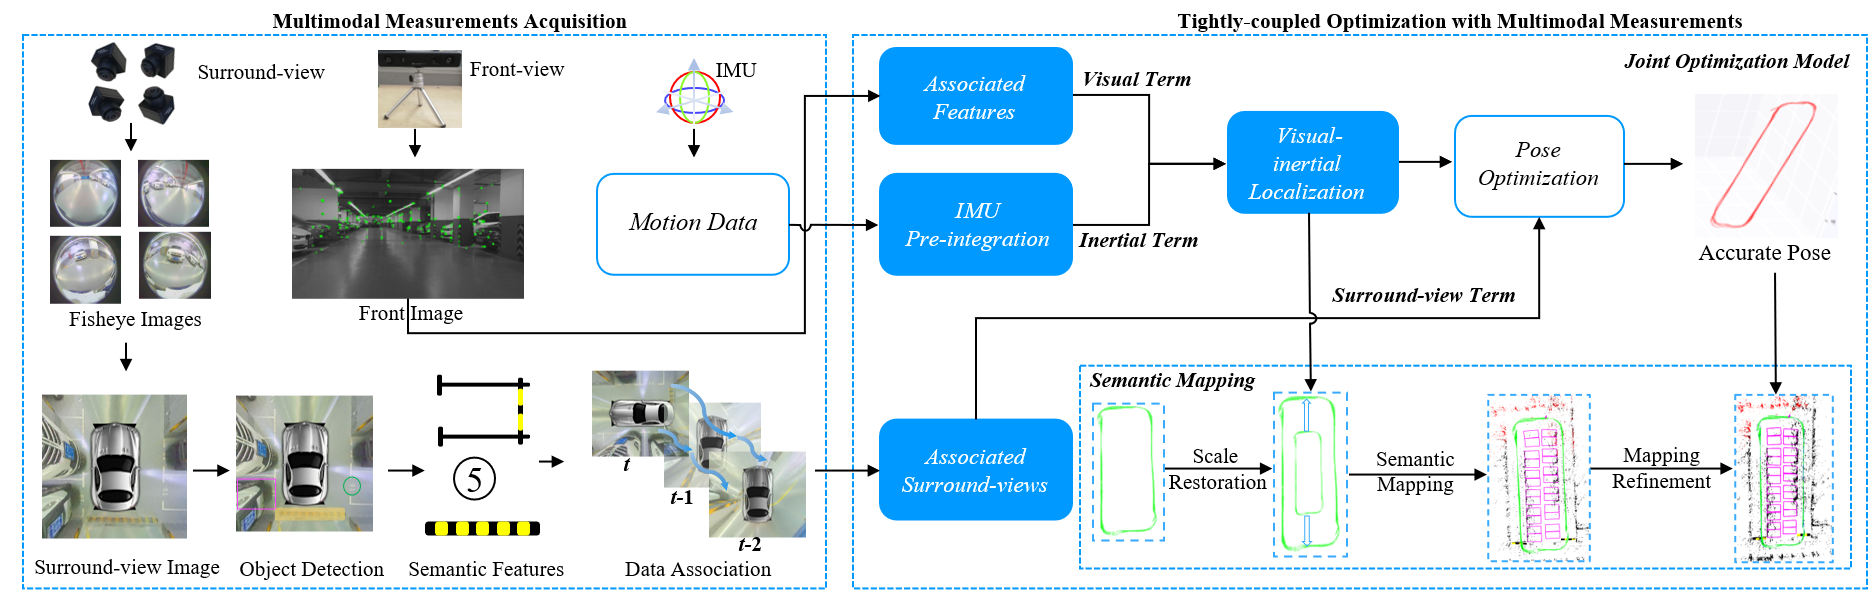 Multimodal Measurements Acquisition
Surround-view
Front-view
IMU
Fisheye Images
Front Image
Motion Data
Surround-view Image
Object Detection
5
Semantic Features
t
t-1
t-2
Data Association
Tightly-coupled Optimization with Multimodal Measurements
Joint Optimization Model
Associated
Features
Visual Term
IMU
Pre-integration
Inertial Term
Visual-
inertial
Localization
Pose
Optimization
Accurate Pose
Surround-view Term
Associated
Surround-views
Semantic Mapping
Scale
Restoration
Semantic
Mapping
Mapping
Refinement